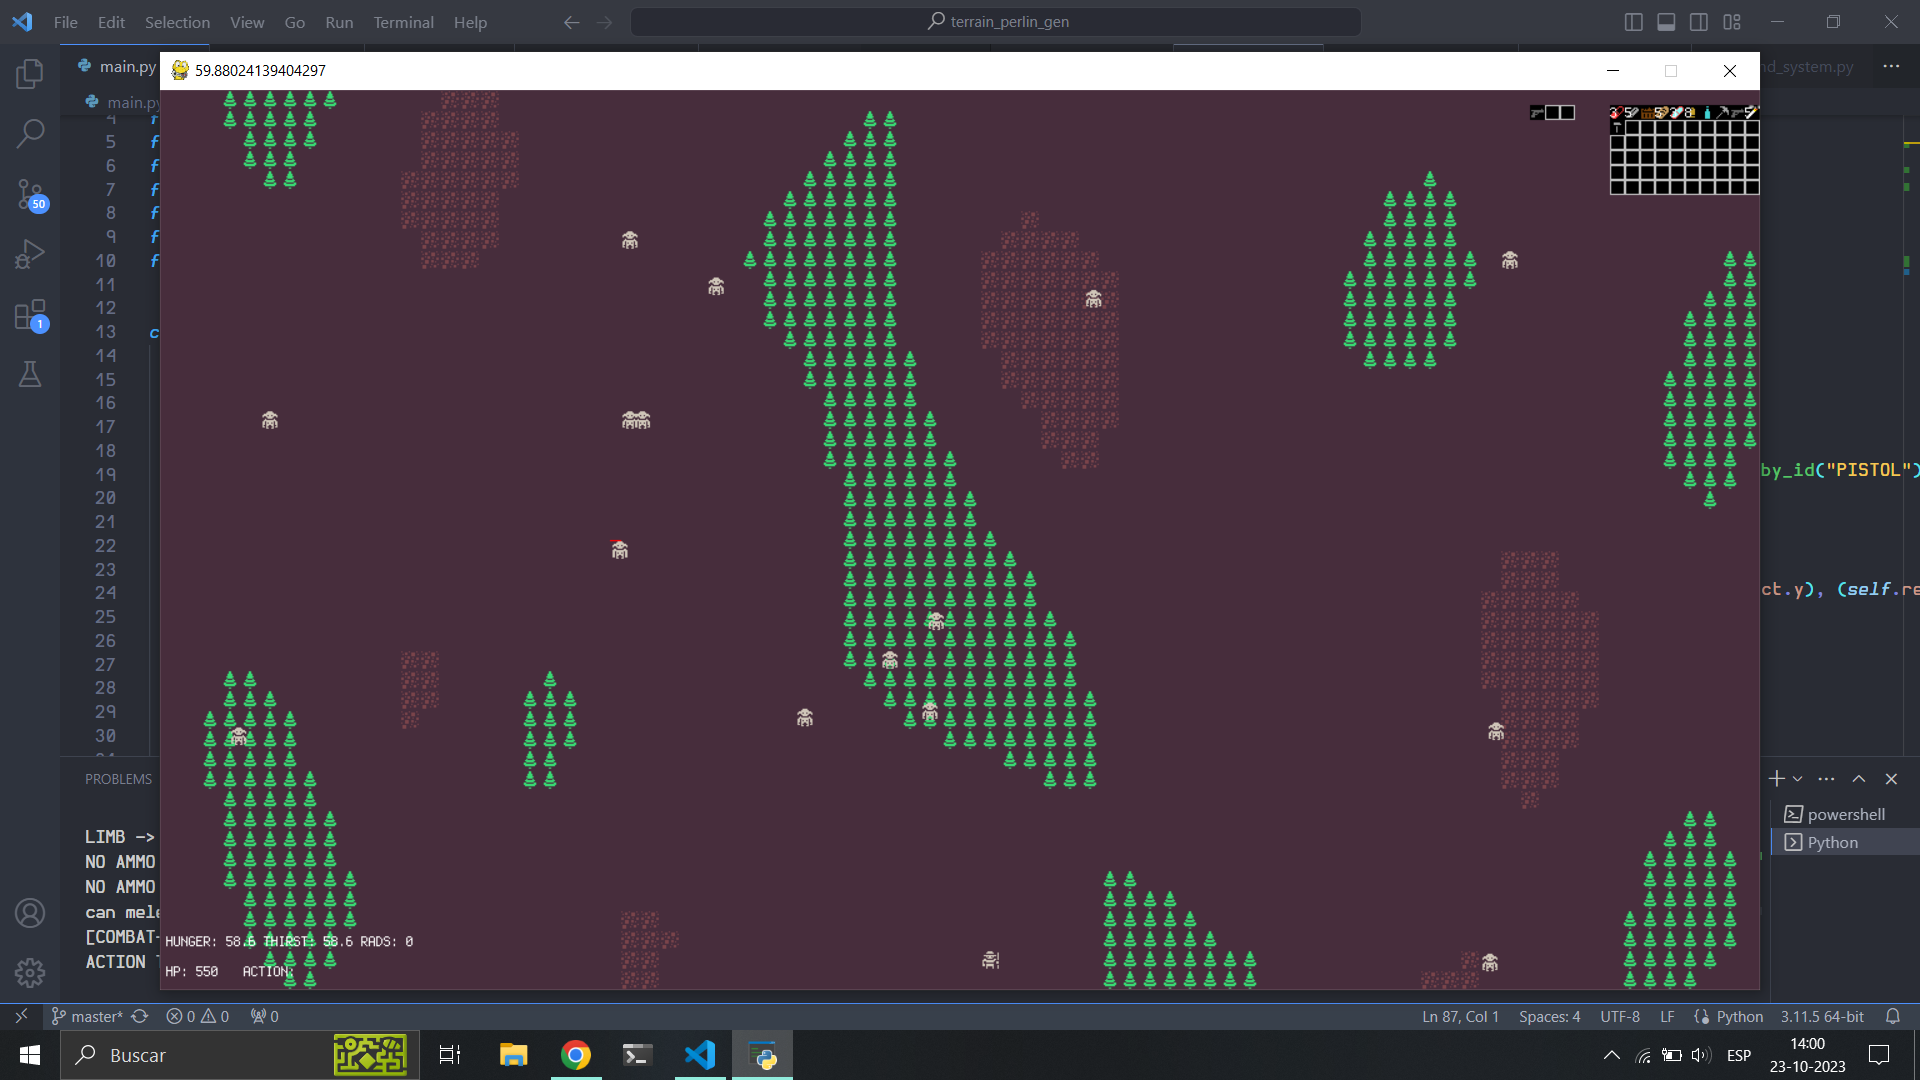 File Edit Selection View Go Run Terminal Help
terrain_perlin_gen
main.py
nd_system.py
59.88024139404297
main.py
4 f
5 f
6 f
7 f
8 f
9 f
10 f
11
12
13 c
14
15
16
17
18
19
by_id("PISTOL")
20
21
22
23
24
ct.y), (self.re
25
26
27
28
29
30
50
1
PROBLEMS
powershell
Python
LIMB ->
NO AMMO
NO AMMO
can mele
[COMBAT-
ACTION
HUNGER: 58.6 THIRST: 58.6 RADS: 0
HP: 550 ACTION:
master* 0 0 0
Ln 87, Col 1 Spaces: 4 UTF-8 LF Python 3.11.5 64-bit
Buscar
ESP
14:00
23-10-2023